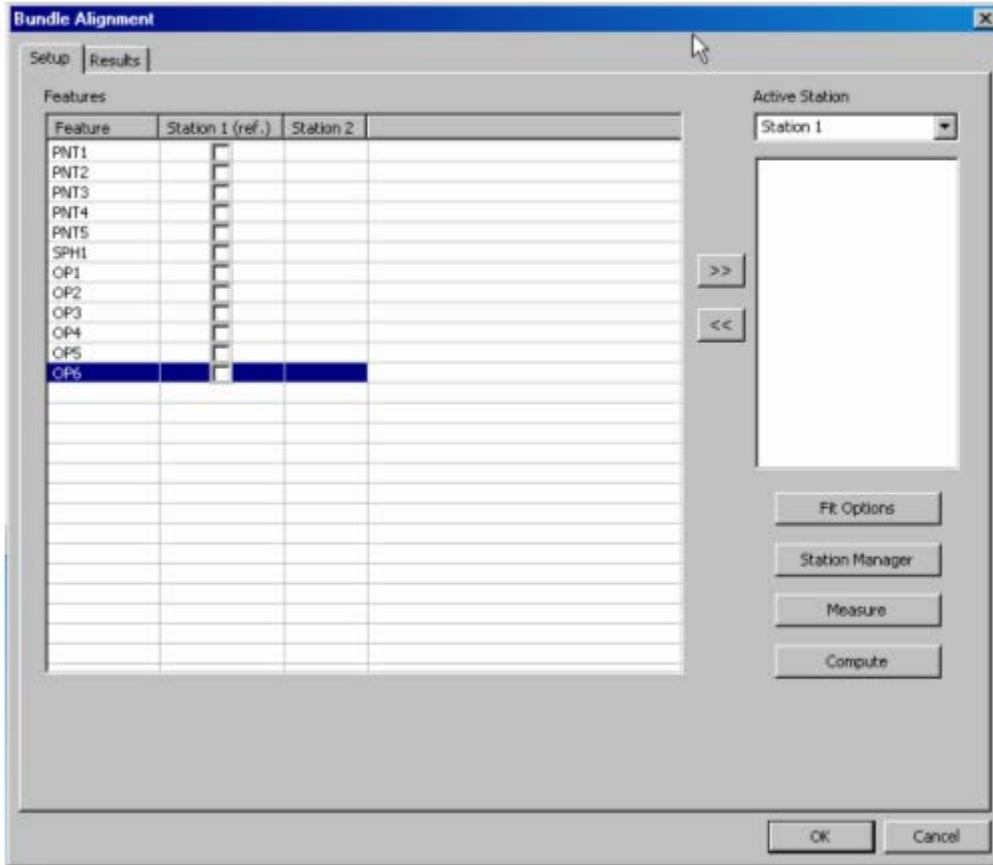 Bundle Alignment
Setup Results
Features
Active Station
Feature Station 1 (ref.) Station 2
Station 1
PNT1
PNT2
PNT3
PNT4
PNT5
SPH1
OP1
OP2
OP3
OP4
OP5
OP6
>>
<<
Fit Options
Station Manager
Measure
Compute
OK Cancel